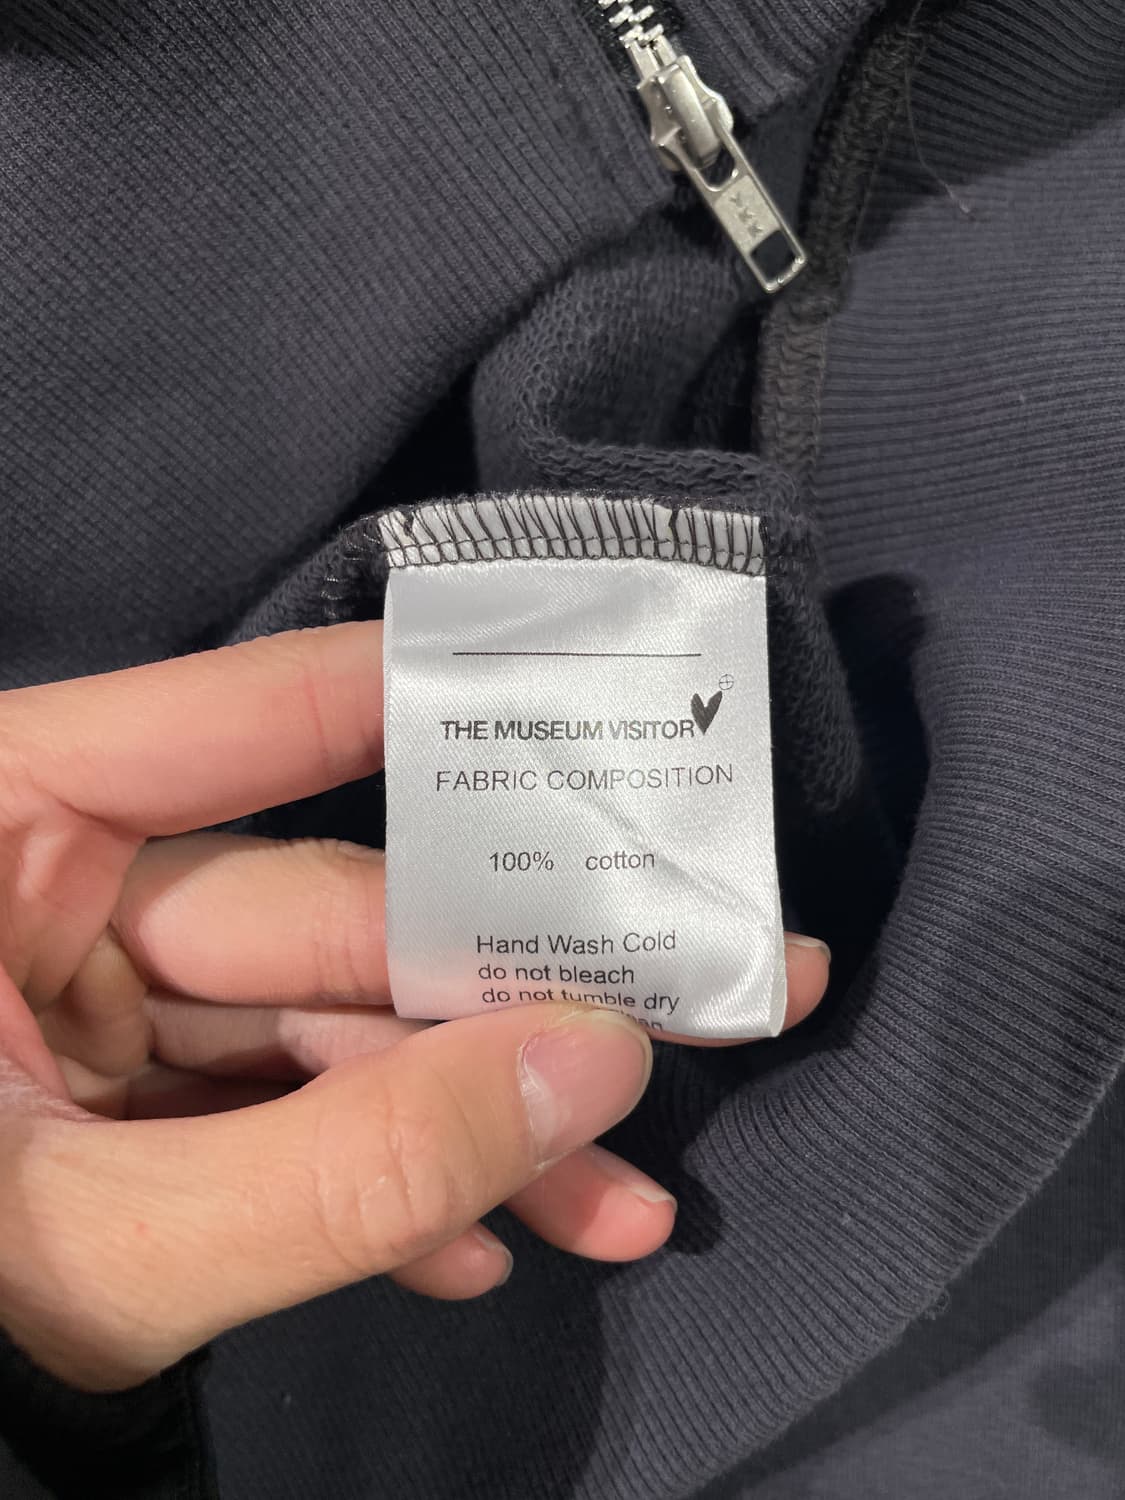 THE MUSEUM VISITOR
FABRIC COMPOSITION
100% cotton
Hand Wash Cold
do not bleach
do not tumble dry